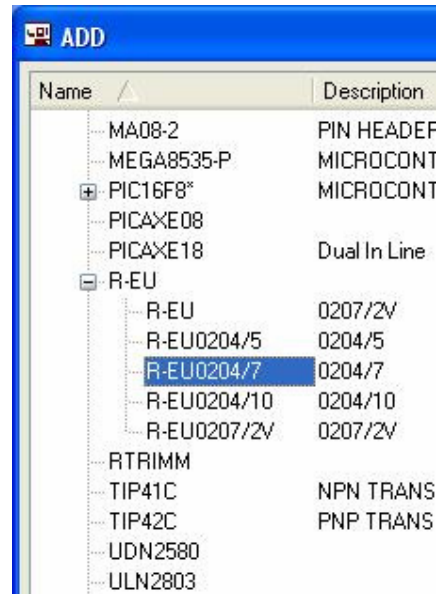 ADD
Name Description
MA08-2 PIN HEADER
MEGA8535-P MICROCONT
PIC16F8* MICROCONT
PICAXE08
PICAXE18 Dual In Line
R-EU
R-EU 0207/2V
R-EU0204/5 0204/5
R-EU0204/7 0204/7
R-EU0204/10 0204/10
R-EU0207/2V 0207/2V
RTRIMM
TIP41C NPN TRANS
TIP42C PNP TRANS
UDN2580
ULN2803